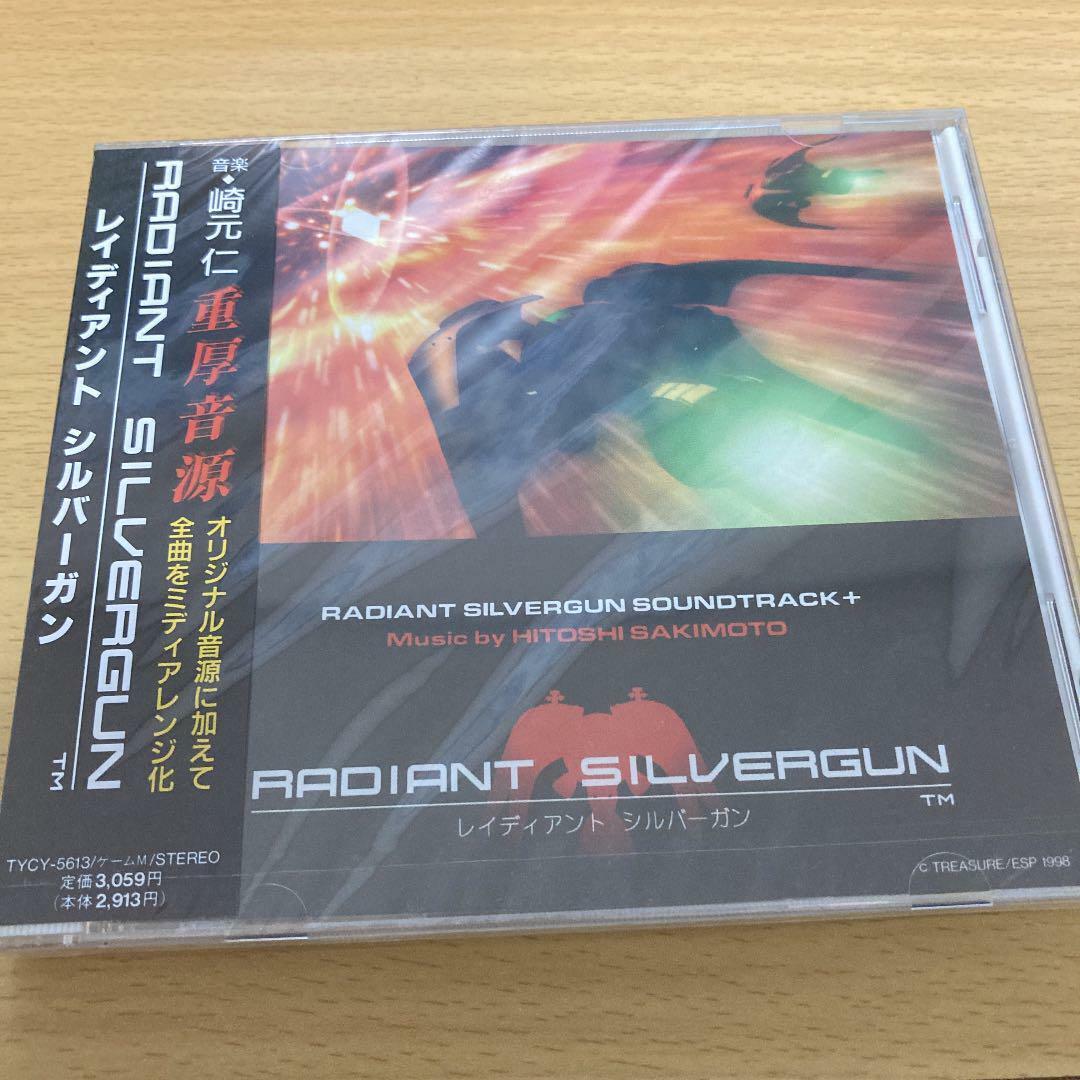 RADIANT SILVERGUN
TM
レイディアント シルバーガン
音楽◆崎元仁
重厚音源
オリジナル音源に加えて
全曲をミディアレンジ化
TYCY-5613/ゲームM/STEREO
定価3,059円
(本体2,913円)
RADIANT SILVERGUN SOUNDTRACK+
Music by HITOSHI SAKIMOTO
RADIANT SILVERGUN
TM
レイディアント シルバーガン
C TREASURE/ESP 1998